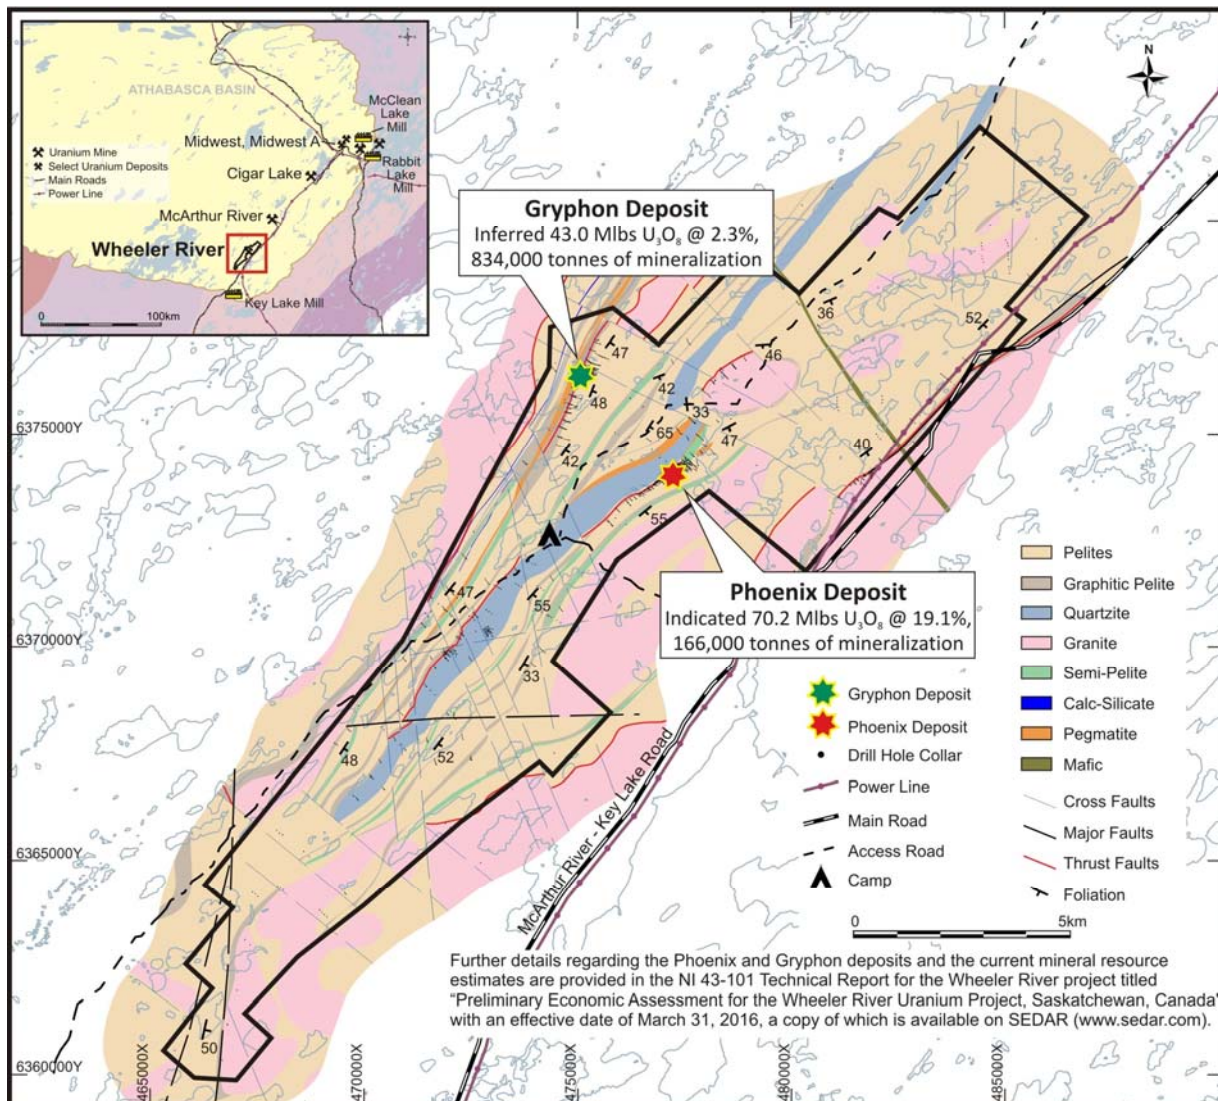 ATHABASCA BASIN
McClean
Lake
Mill
Midwest, Midwest A
Rabbit
Lake
Mill
Cigar Lake
McArthur River
Wheeler River
Key Lake Mill
Uranium Mine
Select Uranium Deposits
Main Roads
Power Line
0 100km
N
Gryphon Deposit
Inferred 43.0 Mlbs U₃O₈ @ 2.3%,
834,000 tonnes of mineralization
36
52
47
46
42
48
33
65
47
40
42
55
47
55
33
48
52
50
Phoenix Deposit
Indicated 70.2 Mlbs U₃O₈ @ 19.1%,
166,000 tonnes of mineralization
McArthur River - Key Lake Road
Gryphon Deposit
Phoenix Deposit
Drill Hole Collar
Power Line
Main Road
Access Road
Camp
Pelites
Graphitic Pelite
Quartzite
Granite
Semi-Pelite
Calc-Silicate
Pegmatite
Mafic
Cross Faults
Major Faults
Thrust Faults
Foliation
0 5km
Further details regarding the Phoenix and Gryphon deposits and the current mineral resource
estimates are provided in the NI 43-101 Technical Report for the Wheeler River project titled
"Preliminary Economic Assessment for the Wheeler River Uranium Project, Saskatchewan, Canada"
with an effective date of March 31, 2016, a copy of which is available on SEDAR (www.sedar.com).
6375000Y
6370000Y
6365000Y
6360000Y
465000X
470000X
475000X
480000X
485000X